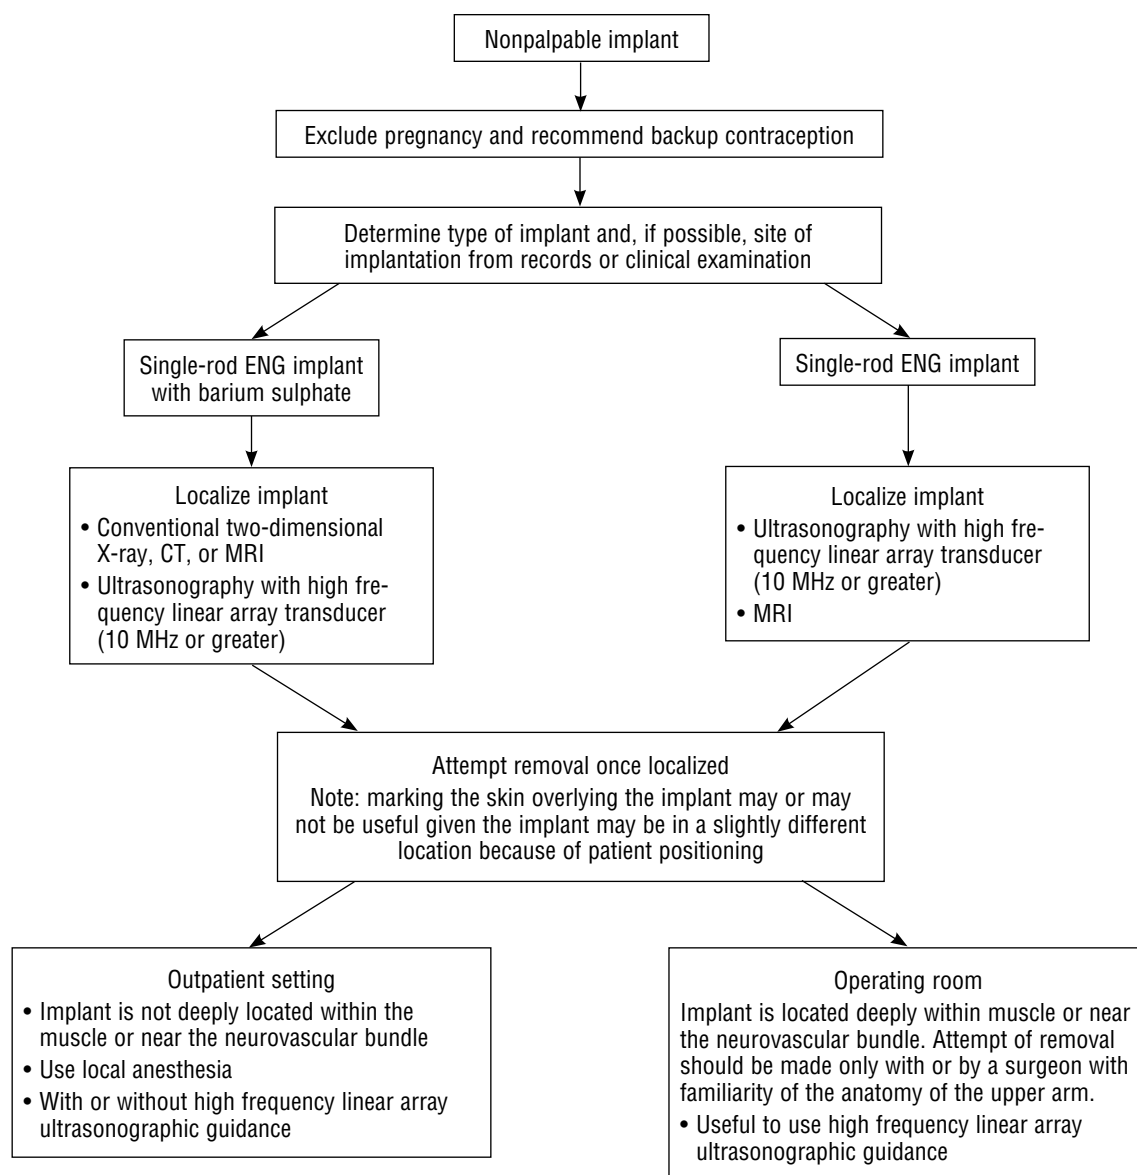 Nonpalpable implant
Exclude pregnancy and recommend backup contraception
Determine type of implant and, if possible, site of
implantation from records or clinical examination
Single-rod ENG implant
with barium sulphate
Single-rod ENG implant
Localize implant
• Conventional two-dimensional
X-ray, CT, or MRI
• Ultrasonography with high fre-
quency linear array transducer
(10 MHz or greater)
Localize implant
• Ultrasonography with high fre-
quency linear array transducer
(10 MHz or greater)
• MRI
Attempt removal once localized
Note: marking the skin overlying the implant may or may
not be useful given the implant may be in a slightly different
location because of patient positioning
Outpatient setting
• Implant is not deeply located within the
muscle or near the neurovascular bundle
• Use local anesthesia
• With or without high frequency linear array
ultrasonographic guidance
Operating room
Implant is located deeply within muscle or near
the neurovascular bundle. Attempt of removal
should be made only with or by a surgeon with
familiarity of the anatomy of the upper arm.
• Useful to use high frequency linear array
ultrasonographic guidance